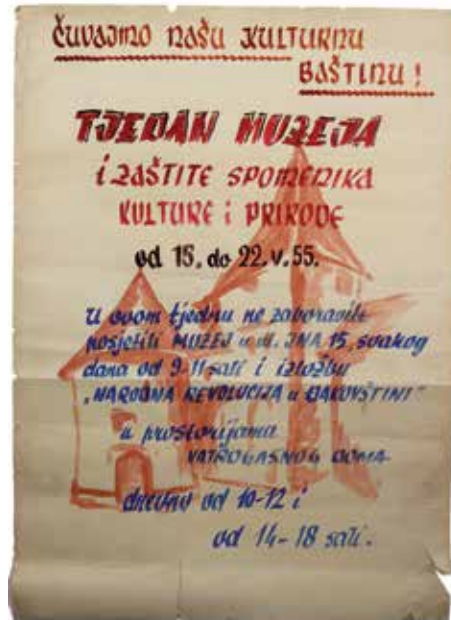 ČUVAJMO NAŠU KULTURNU
BAŠTINU!
TJEDAN MUZEJA
i ZAŠTITE SPOMENIKA
KULTURE i PRIRODE
od 15. do 22. V. 55.
U ovom tjednu ne zaboravite
posjetiti MUZEJ u ul. JNA 15, svakog
dana od 9-11 sati i izložbu
„NARODNA REVOLUCIJA u ĐAKOVŠTINI"
u prostorijama
VATROGASNOG DOMA
dnevno od 10-12 i
od 14-18 sati.